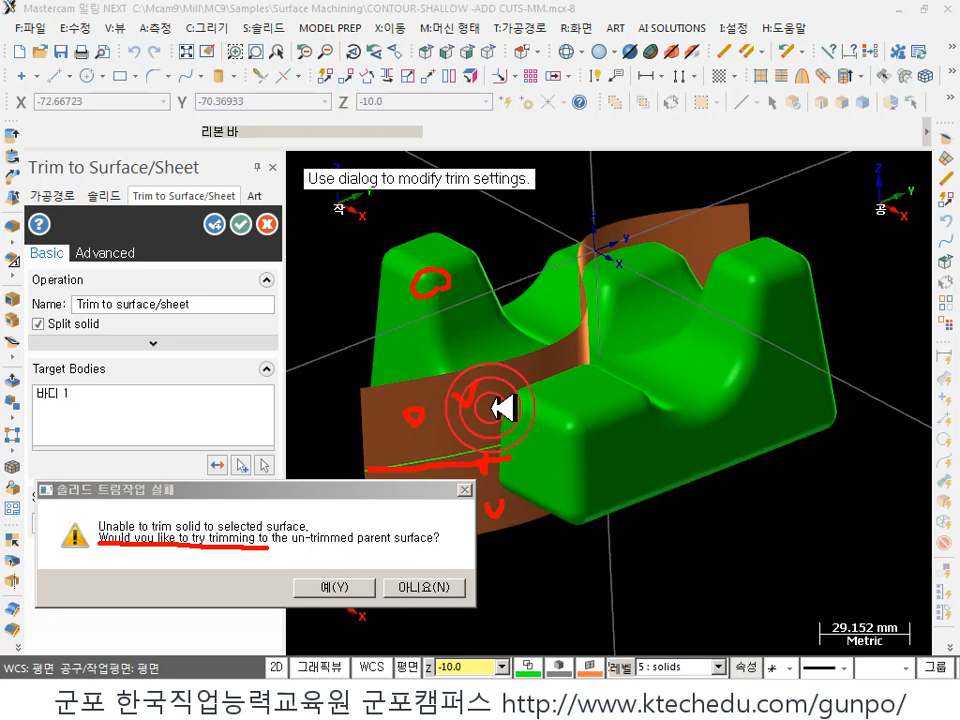 Mastercam 밀링 NEXT C:\Mcam9\Mill\MC9\Samples\Surface Machining\CONTOUR-SHALLOW -ADD CUTS-MM.mcx-8
F:파일 E:수정 V:뷰 A:측정 C:그리기 S:솔리드 MODEL PREP X:이동 M:머신 형태 T:가공경로 R:화면 ART AI SOLUTIONS I:설정 H:도움말
X -72.66723 Y -70.36933 Z -10.0
리본 바
Trim to Surface/Sheet
Use dialog to modify trim settings.
가공경로 솔리드 Trim to Surface/Sheet Art
작 X
Z Y X
Z Y 공 X
Basic Advanced
Operation
Name: Trim to surface/sheet
Split solid
Target Bodies
바디 1
솔리드 트림작업 실패
Unable to trim solid to selected surface.
Would you like to try trimming to the un-trimmed parent surface?
예(Y) 아니요(N)
X
29.152 mm
Metric
WCS: 평면 공구/작업평면: 평면 2D 그래픽뷰 WCS 평면 Z -10.0 레벨 5 : solids 속성 그룹
군포 한국직업능력교육원 군포캠퍼스 http://www.ktechedu.com/gunpo/